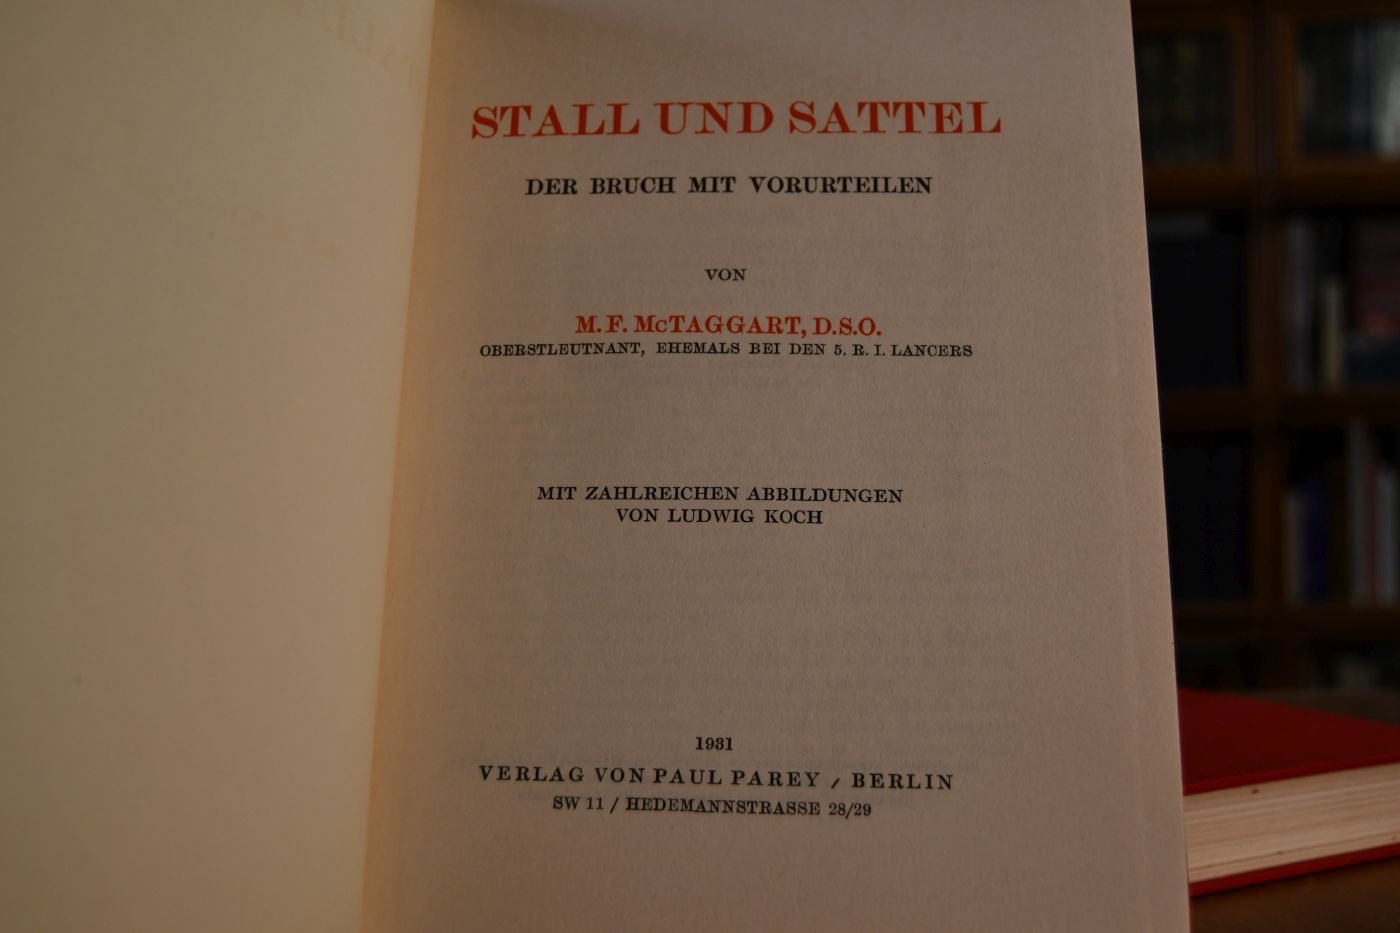 STALL UND SATTEL
DER BRUCH MIT VORURTEILEN
VON
M. F. McTAGGART, D.S.O.
OBERSTLEUTNANT, EHEMALS BEI DEN 5. R. I. LANCERS
MIT ZAHLREICHEN ABBILDUNGEN
VON LUDWIG KOCH
1931
VERLAG VON PAUL PAREY / BERLIN
SW 11 / HEDEMANNSTRASSE 28/29